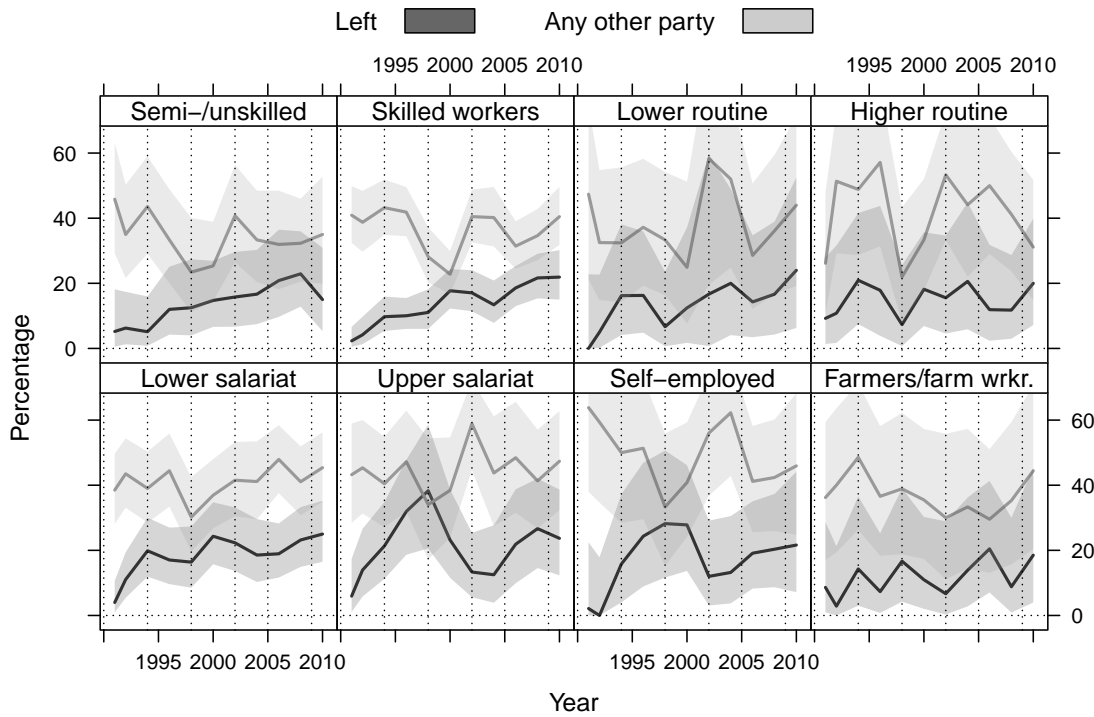 Left Any other party
1995 2000 2005 2010 1995 2000 2005 2010
Semi−/unskilled Skilled workers Lower routine Higher routine
60
40
20
0
Percentage
Lower salariat Upper salariat Self−employed Farmers/farm wrkr.
60
40
20
0
1995 2000 2005 2010 1995 2000 2005 2010
Year